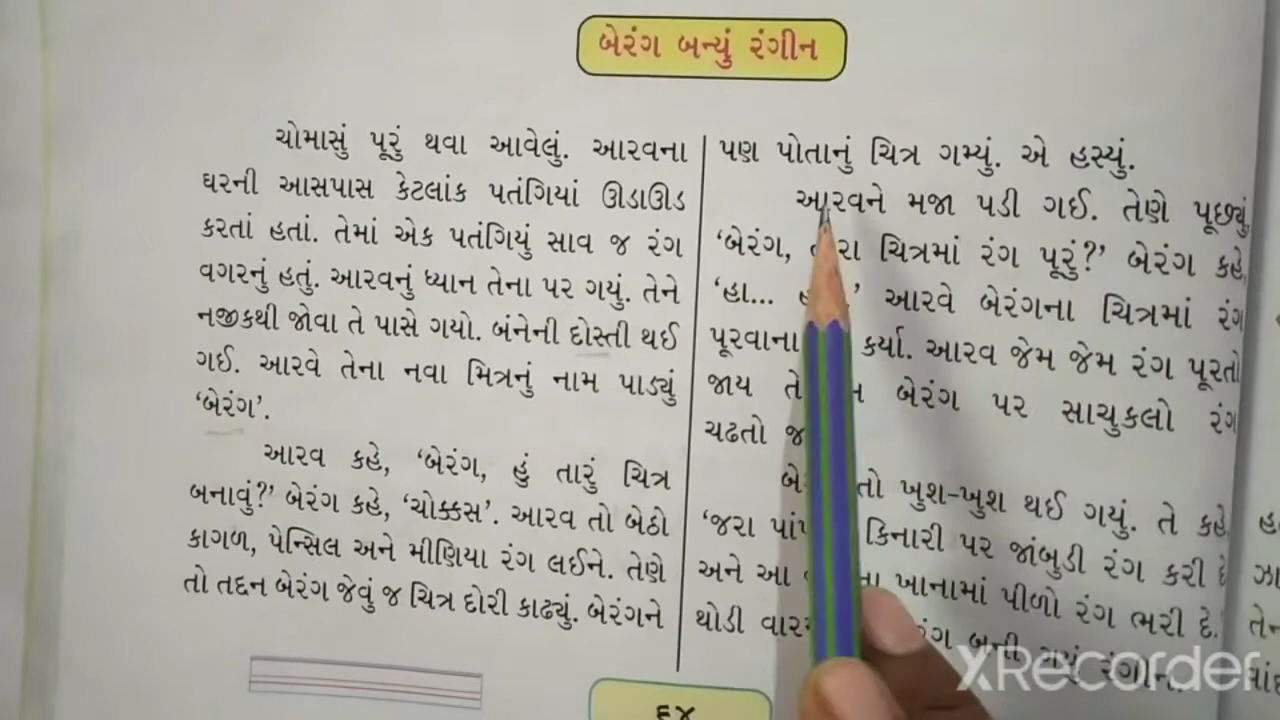 બેરંગ બન્યું રંગીન
ચોમાસું પૂરું થવા આવેલું. આરવના
ઘરની આસપાસ કેટલાંક પતંગિયાં ઊડાઊડ
કરતાં હતાં. તેમાં એક પતંગિયું સાવ જ રંગ
વગરનું હતું. આરવનું ધ્યાન તેના પર ગયું. તેને
નજીકથી જોવા તે પાસે ગયો. બંનેની દોસ્તી થઈ
ગઈ. આરવે તેના નવા મિત્રનું નામ પાડ્યું
‘બેરંગ’.
આરવ કહે, ‘બેરંગ, હું તારું ચિત્ર
બનાવું?’ બેરંગ કહે, ‘ચોક્કસ’. આરવ તો બેઠો
કાગળ, પેન્સિલ અને મીણિયા રંગ લઈને. તેણે
તો તદ્દન બેરંગ જેવું જ ચિત્ર દોરી કાઢ્યું. બેરંગને
પણ પોતાનું ચિત્ર ગમ્યું. એ હસ્યું.
આરવને મજા પડી ગઈ. તેણે પૂછ્યું,
‘બેરંગ, ચિત્રમાં રંગ પૂરું?’ બેરંગ કહે,
‘હા... આરવે બેરંગના ચિત્રમાં રંગ
પૂરવાના કર્યા. આરવ જેમ જેમ રંગ પૂરતો
જાય બેરંગ પર સાચુકલો રંગ
ચઢતો
તો ખુશ-ખુશ થઈ ગયું. તે કહે,
‘જરા કિનારી પર જાંબુડી રંગ કરી દે
અને આ ખાનામાં પીળો રંગ ભરી દે.’
થોડી બની ગયું રંગીન.
૬૪
XRecorder